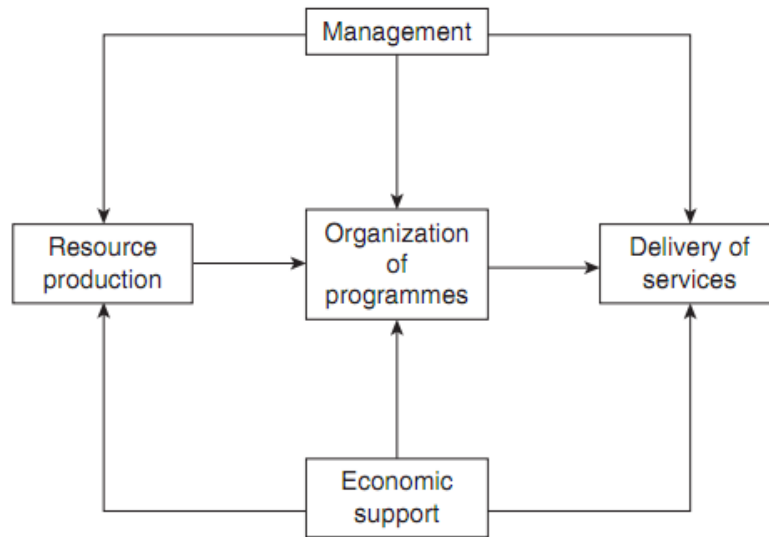 Management
Resource
production
Organization
of
programmes
Delivery of
services
Economic
support